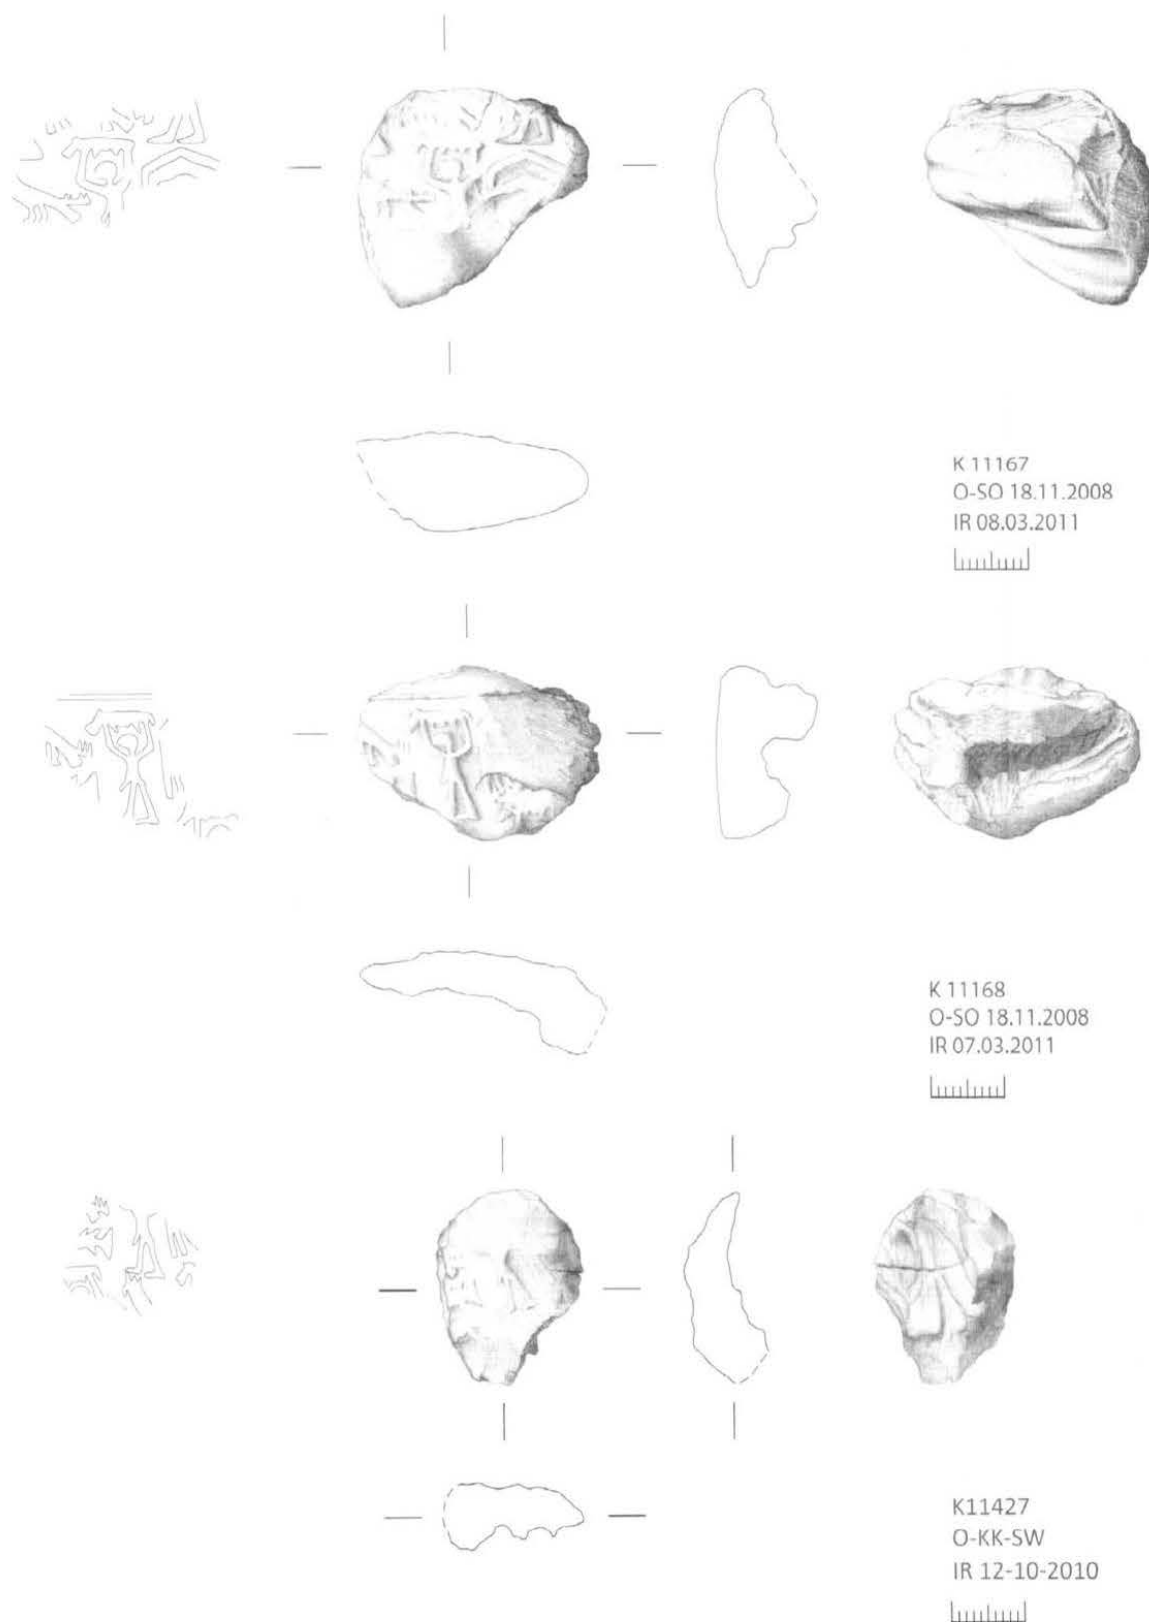 K 11167
O-SO 18.11.2008
IR 08.03.2011
K 11168
O-SO 18.11.2008
IR 07.03.2011
K11427
O-KK-SW
IR 12-10-2010